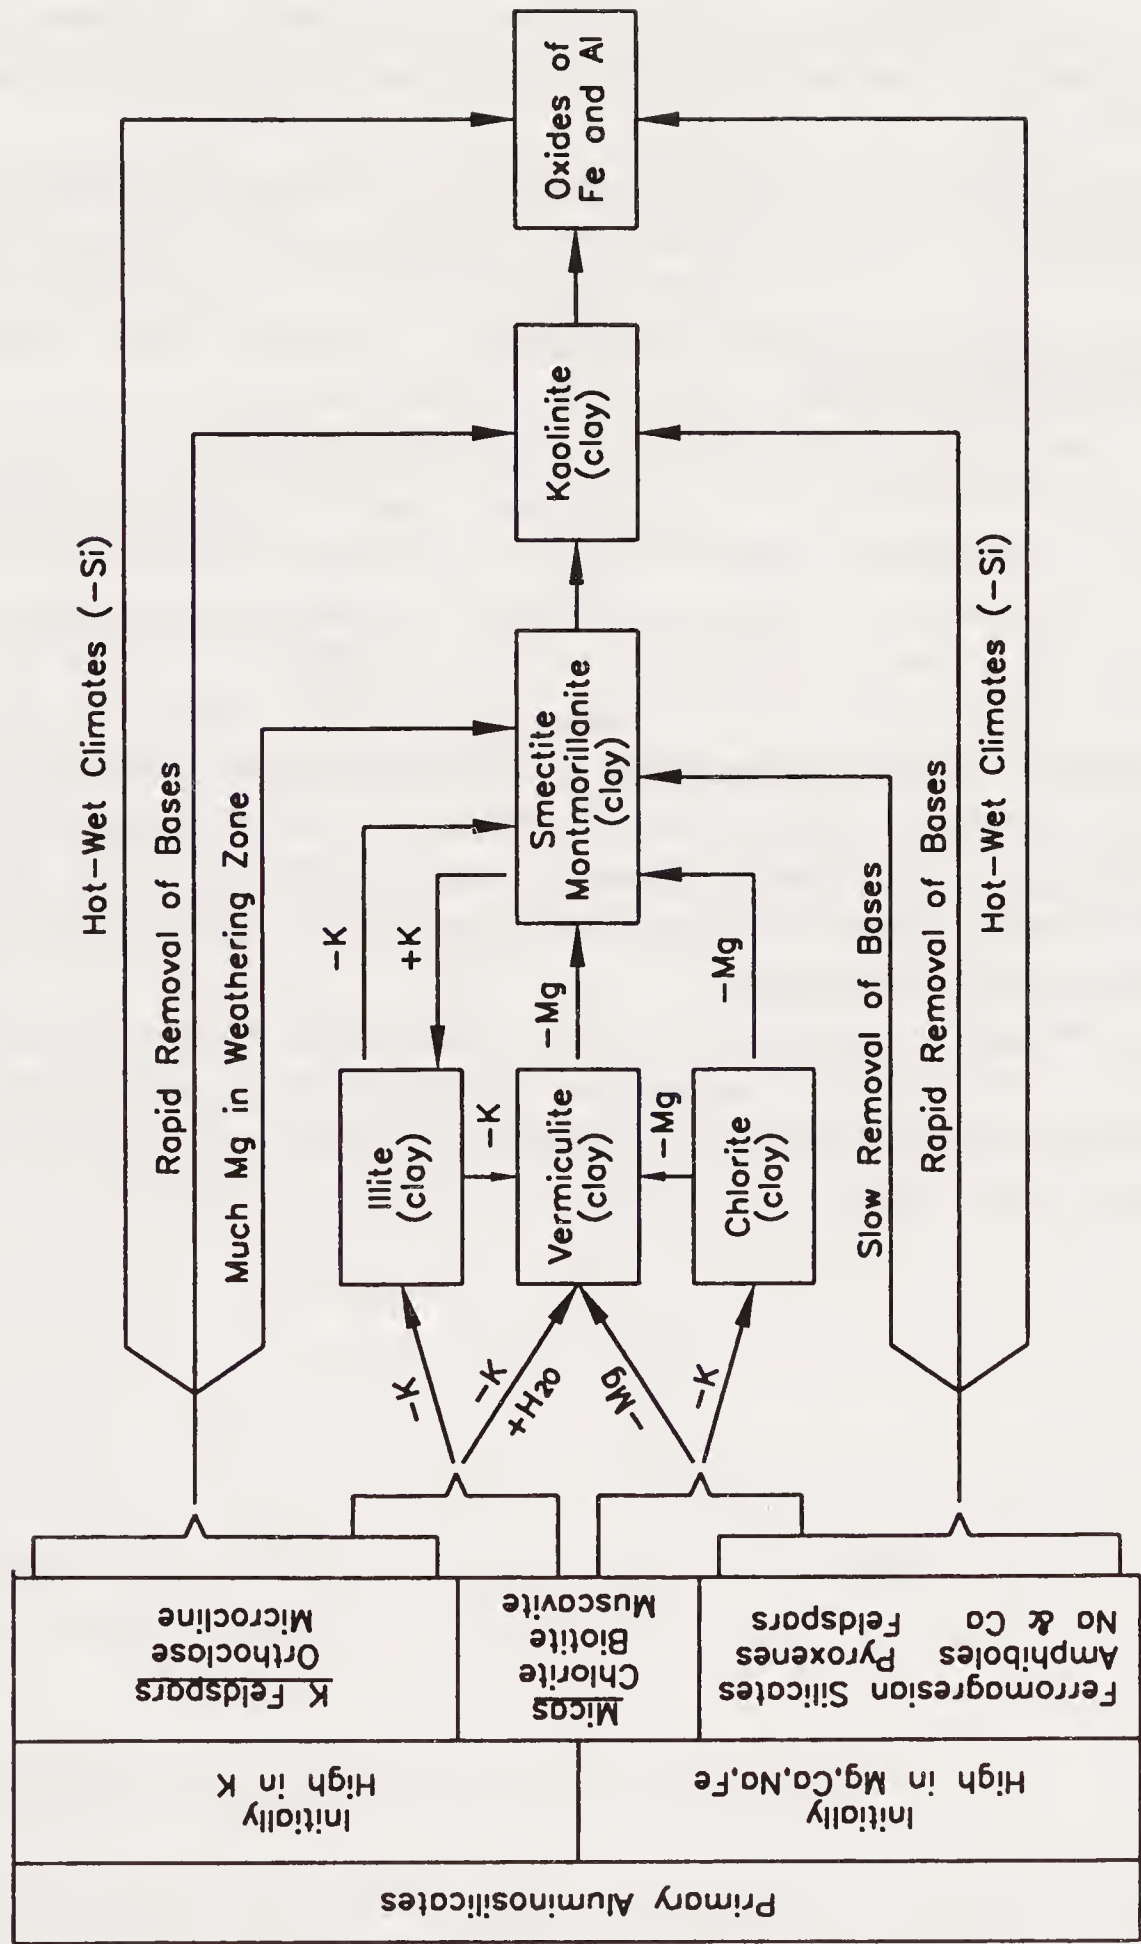 Primary Aluminosilicates
Initially
High in K
Initially
High in Mg,Ca,Na,Fe
K Feldspars
Orthoclase
Microcline
Micas
Chlorite
Biotite
Muscavite
Ferromagresian Silicates
Amphiboles Pyroxenes
Na & Ca Feldspars
Hot-Wet Climates (-Si)
Rapid Removal of Bases
Much Mg in Weathering Zone
-K
-K
+H2O
-Mg
-K
Illite
(clay)
-K
Vermiculite
(clay)
-Mg
Chlorite
(clay)
-K
+K
-Mg
-Mg
Smectite
Montmorillanite
(clay)
Kaolinite
(clay)
Oxides of
Fe and Al
Slow Removal of Bases
Rapid Removal of Bases
Hot-Wet Climates (-Si)